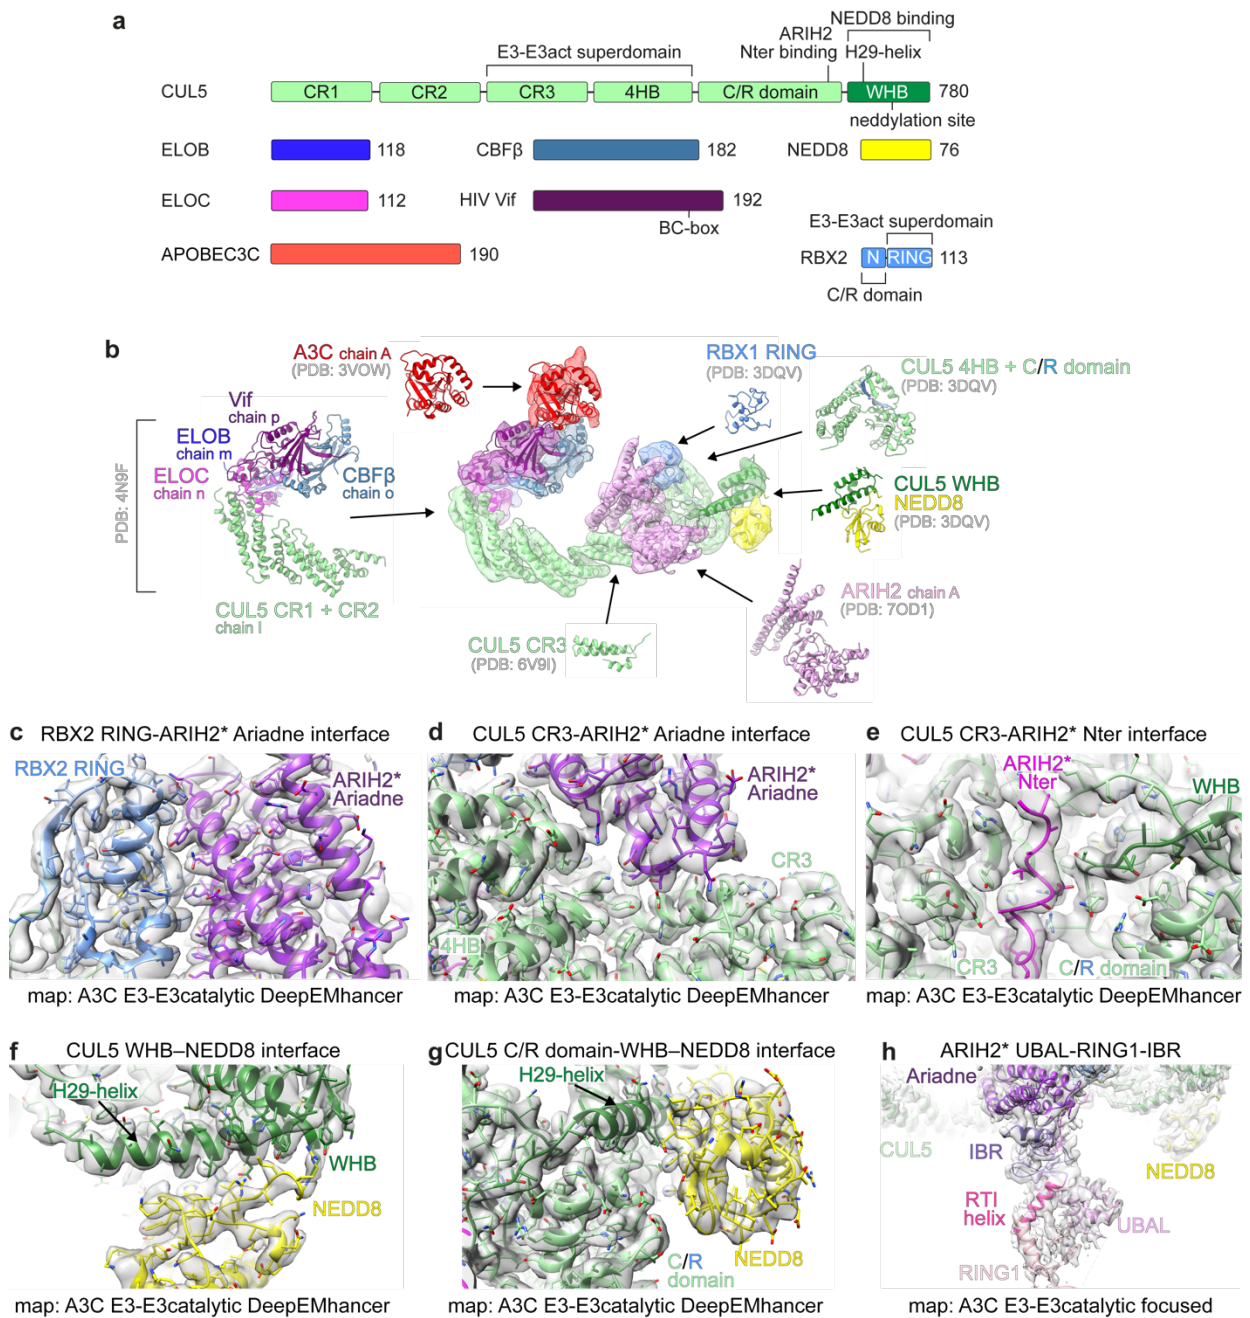 a
NEDD8 binding
ARIH2
Nter binding
H29-helix
E3-E3act superdomain
CUL5
CR1
CR2
CR3
4HB
C/R domain
WHB
780
neddylation site
ELOB
118
CBFβ
182
NEDD8
76
ELOC
112
HIV Vif
192
BC-box
E3-E3act superdomain
APOBEC3C
190
RBX2
N
RING
113
C/R domain
b
A3C chain A
(PDB: 3VOW)
RBX1 RING
(PDB: 3DQV)
CUL5 4HB + C/R domain
(PDB: 3DQV)
Vif
chain p
ELOB
chain m
ELOC
chain n
CBFβ
chain o
PDB: 4N9F
CUL5 WHB
NEDD8
(PDB: 3DQV)
CUL5 CR1 + CR2
chain l
ARIH2 chain A
(PDB: 7OD1)
CUL5 CR3
(PDB: 6V9I)
c RBX2 RING-ARIH2* Ariadne interface
RBX2 RING
ARIH2*
Ariadne
map: A3C E3-E3catalytic DeepEMhancer
d CUL5 CR3-ARIH2* Ariadne interface
ARIH2*
Ariadne
CR3
4HB
map: A3C E3-E3catalytic DeepEMhancer
e CUL5 CR3-ARIH2* Nter interface
ARIH2*
Nter
WHB
CR3
C/R domain
map: A3C E3-E3catalytic DeepEMhancer
f CUL5 WHB–NEDD8 interface
H29-helix
WHB
NEDD8
map: A3C E3-E3catalytic DeepEMhancer
g CUL5 C/R domain-WHB–NEDD8 interface
H29-helix
C/R
domain
NEDD8
map: A3C E3-E3catalytic DeepEMhancer
h ARIH2* UBAL-RING1-IBR
Ariadne
CUL5
IBR
NEDD8
RTI
helix
UBAL
RING1
map: A3C E3-E3catalytic focused